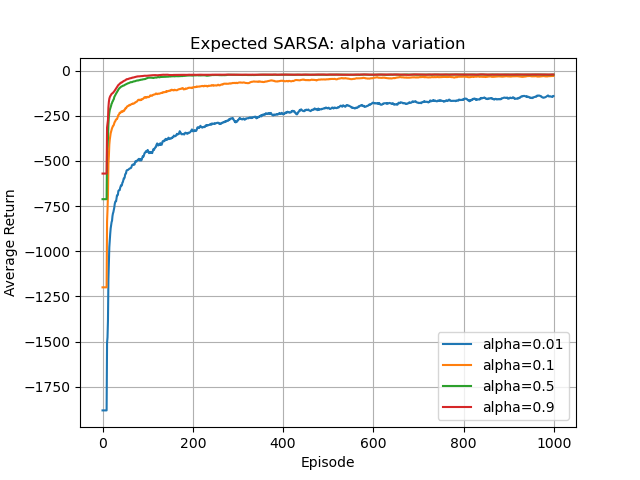 Expected SARSA: alpha variation
Average Return
0
−250
−500
−750
−1000
−1250
−1500
−1750
0 200 400 600 800 1000
Episode
alpha=0.01
alpha=0.1
alpha=0.5
alpha=0.9